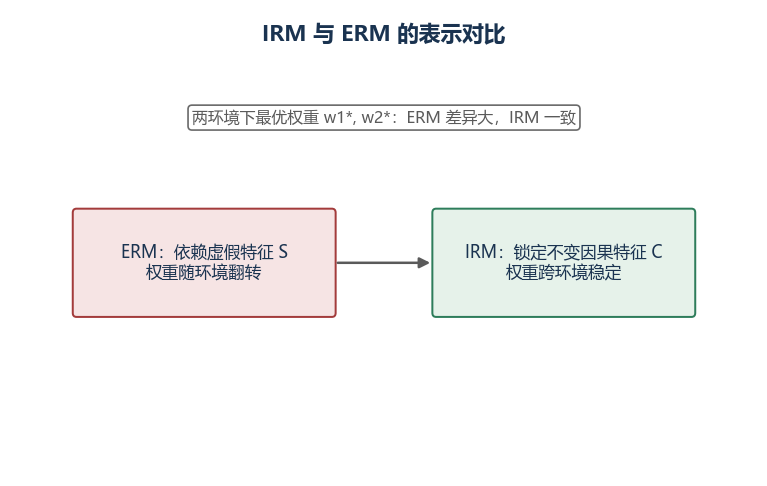 IRM 与 ERM 的表示对比
两环境下最优权重 w1*, w2*：ERM 差异大，IRM 一致
ERM：依赖虚假特征 S
权重随环境翻转
IRM：锁定不变因果特征 C
权重跨环境稳定